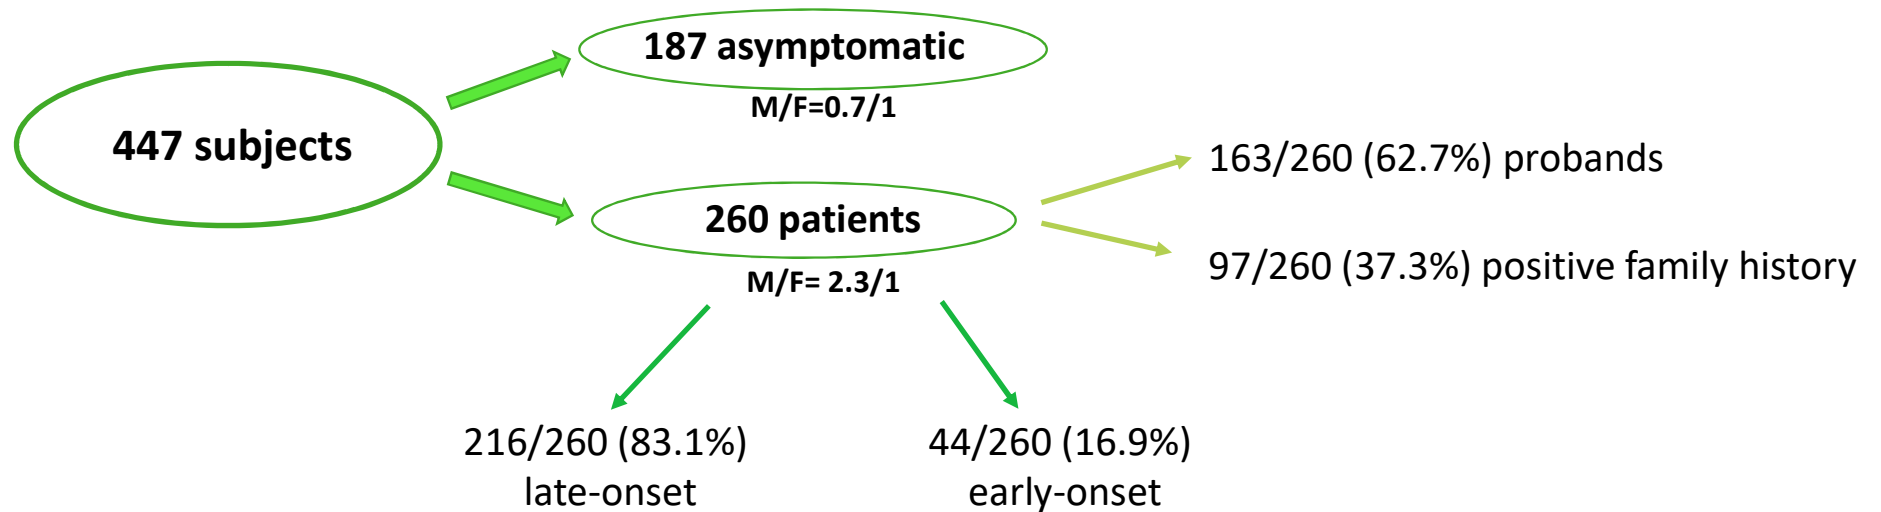 187 asymptomatic
M/F=0.7/1
447 subjects
163/260 (62.7%) probands
260 patients
97/260 (37.3%) positive family history
M/F= 2.3/1
216/260 (83.1%)
late-onset
44/260 (16.9%)
early-onset